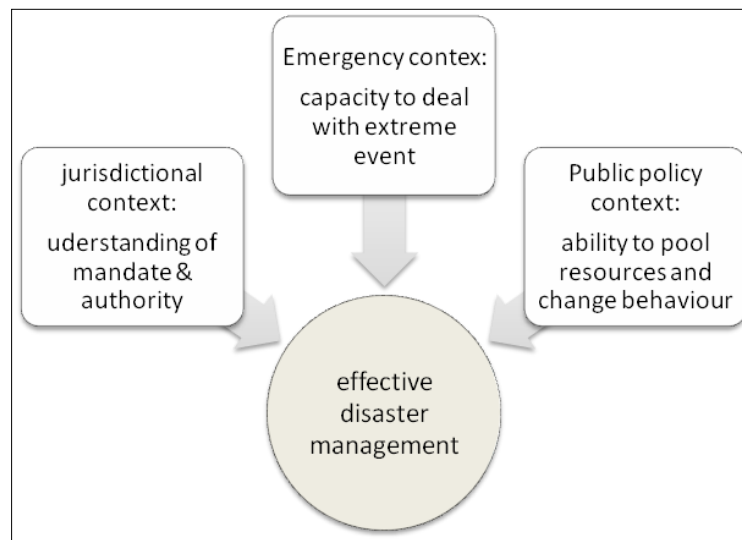 Emergency contex:
capacity to deal
with extreme
event
jurisdictional
context:
uderstanding of
mandate &
authority
Public policy
context:
ability to pool
resources and
change behaviour
effective
disaster
management